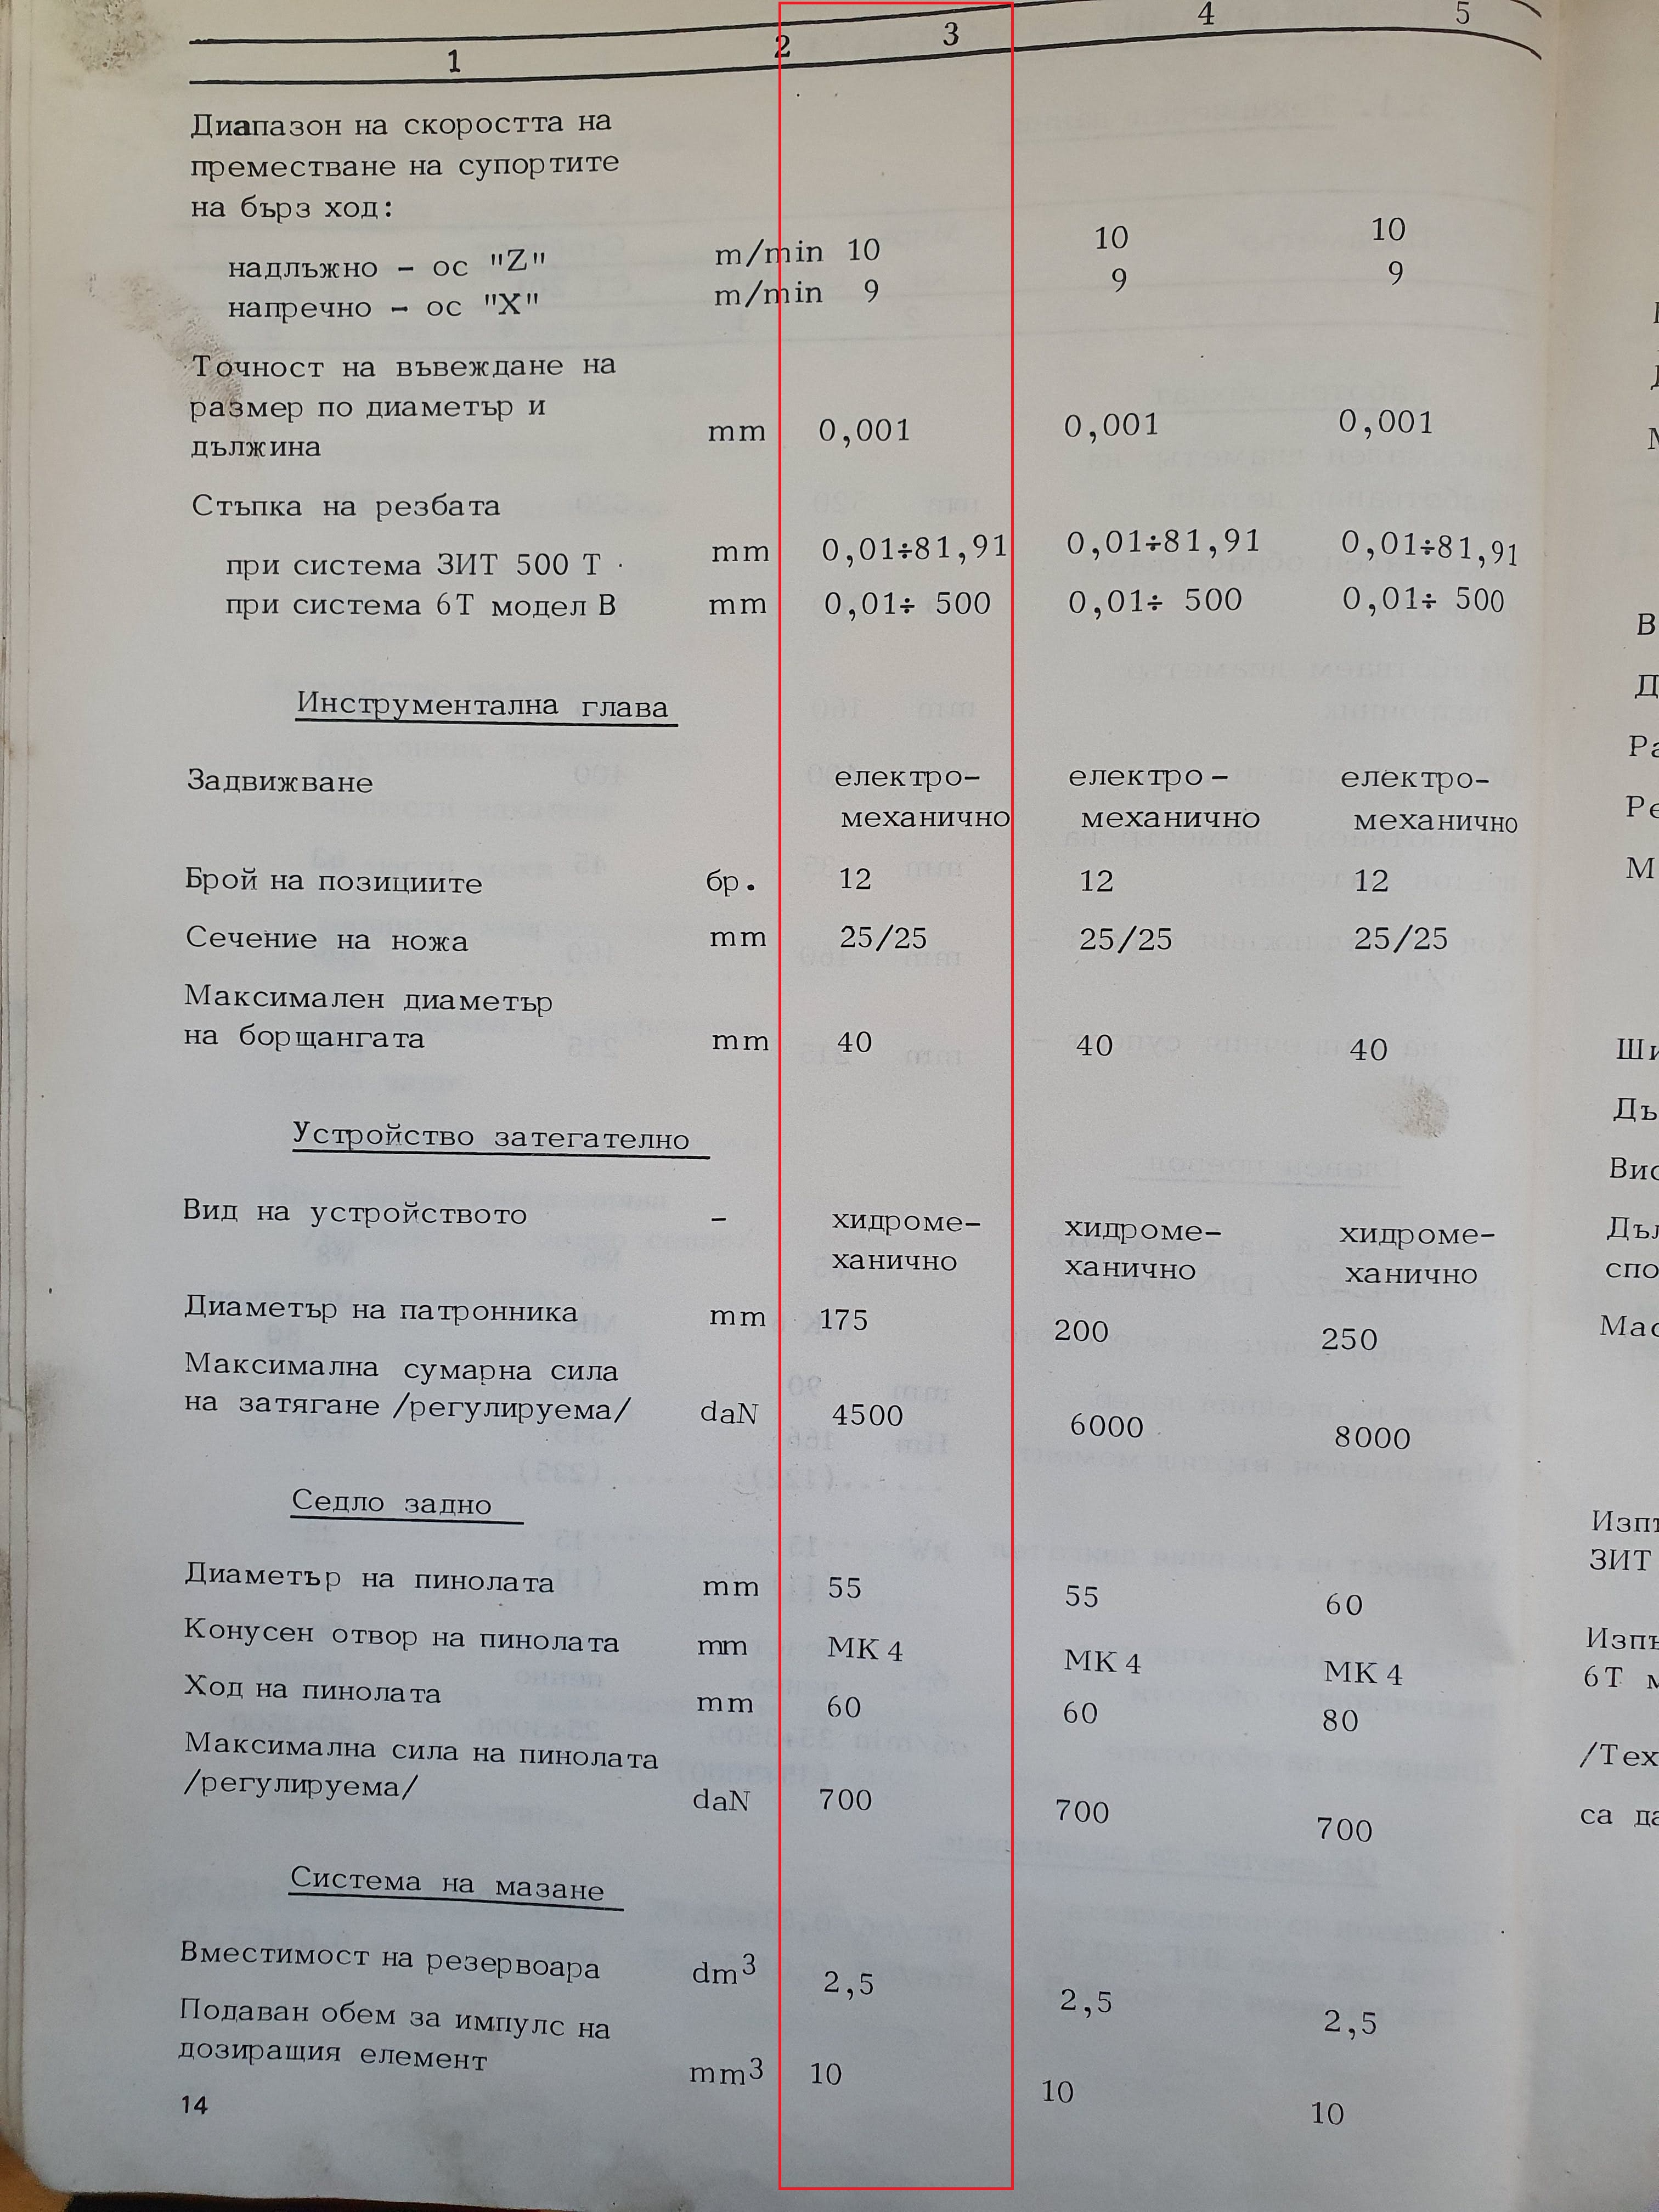 1 2 3 4 5
Диапазон на скоростта на
преместване на супортите
на бърз ход:
надлъжно – ос "Z" m/min 10 10 10
напречно – ос "X" m/min 9 9 9
Точност на въвеждане на
размер по диаметър и
дължина mm 0,001 0,001 0,001
Стъпка на резбата
при система ЗИТ 500 Т mm 0,01÷81,91 0,01÷81,91 0,01÷81,91
при система 6Т модел В mm 0,01÷ 500 0,01÷ 500 0,01÷ 500
Инструментална глава
Задвижване електро– електро – електро–
механично механично механично
Брой на позициите бр. 12 12 12
Сечение на ножа mm 25/25 25/25 25/25
Максимален диаметър
на борщангата mm 40 40 40
Устройство затегателно
Вид на устройството – хидроме– хидроме– хидроме–
ханично ханично ханично
Диаметър на патронника mm 175 200 250
Максимална сумарна сила
на затягане /регулируема/ daN 4500 6000 8000
Седло задно
Диаметър на пинолата mm 55 55 60
Конусен отвор на пинолата mm МК 4 МК 4 МК 4
Ход на пинолата mm 60 60 80
Максимална сила на пинолата
/регулируема/ daN 700 700 700
Система на мазане
Вместимост на резервоара dm3 2,5 2,5 2,5
Подаван обем за импулс на
дозиращия елемент mm3 10 10 10
14